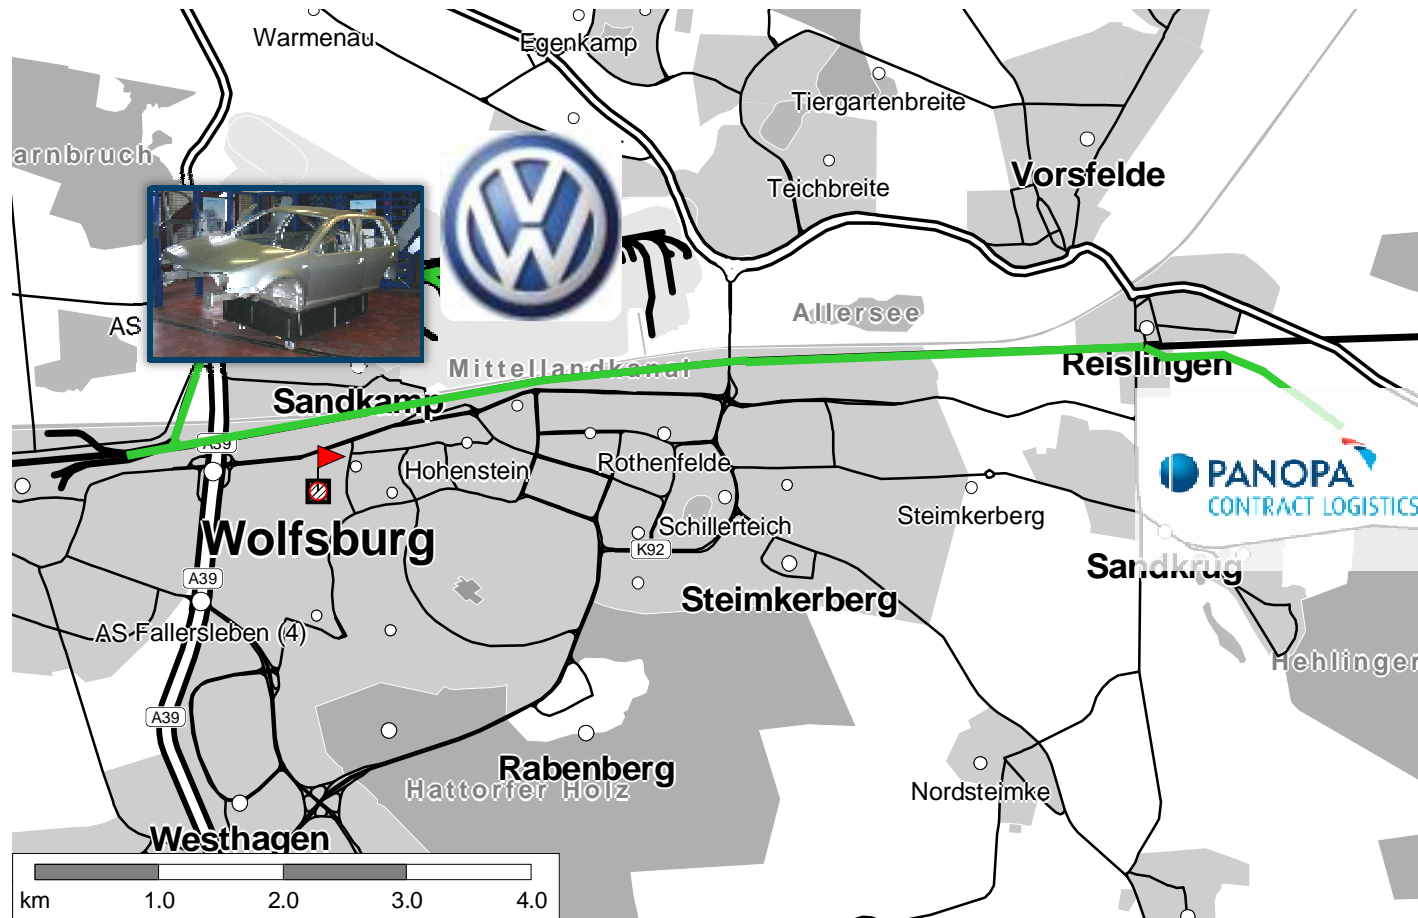 Warmenau
Egenkamp
Tiergartenbreite
arnbruch
Vorsfelde
Teichbreite
Allersee
AS
Mittellandkanal
Reislingen
Sandkamp
A39
Hohenstein
Rothenfelde
PANOPA
CONTRACT LOGISTICS
Schillerteich
Steimkerberg
Wolfsburg
K92
Sandkrug
A39
Steimkerberg
AS Fallersleben (4)
Hehlinger
A39
Rabenberg
Hattorfer Holz
Nordsteimke
Westhagen
km 1.0 2.0 3.0 4.0